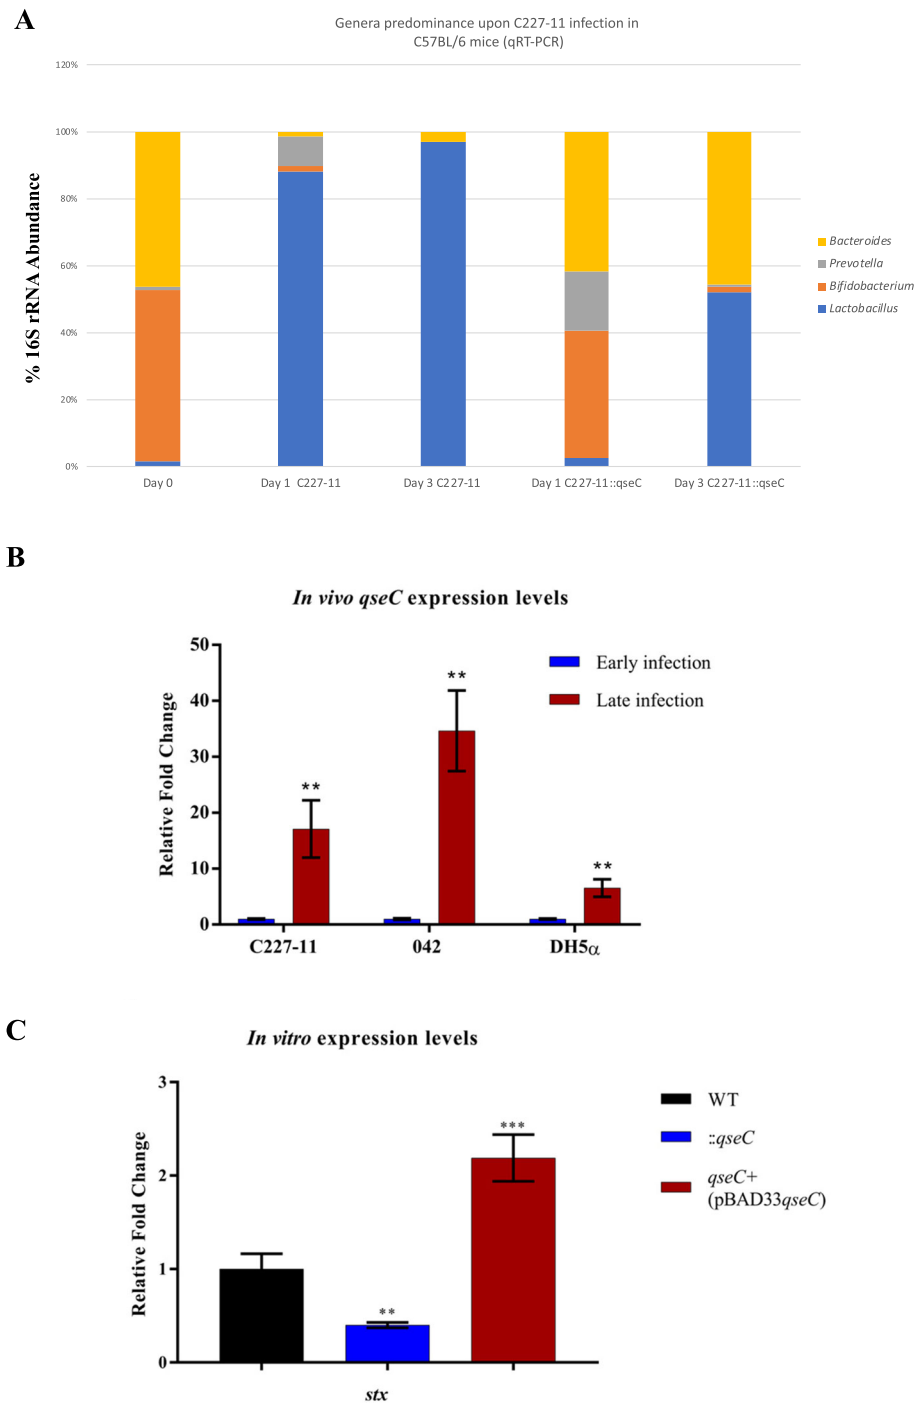 A
Genera predominance upon C227-11 infection in
C57BL/6 mice (qRT-PCR)
120%
100%
80%
60%
40%
20%
0%
% 16S rRNA Abundance
Day 0
Day 1 C227-11
Day 3 C227-11
Day 1 C227-11::qseC
Day 3 C227-11::qseC
Bacteroides
Prevotella
Bifidobacterium
Lactobacillus
B
In vivo qseC expression levels
50
40
30
20
10
0
Relative Fold Change
**
**
**
Early infection
Late infection
C227-11
042
DH5α
C
In vitro expression levels
3
2
1
0
Relative Fold Change
**
***
WT
::qseC
qseC+
(pBAD33qseC)
stx